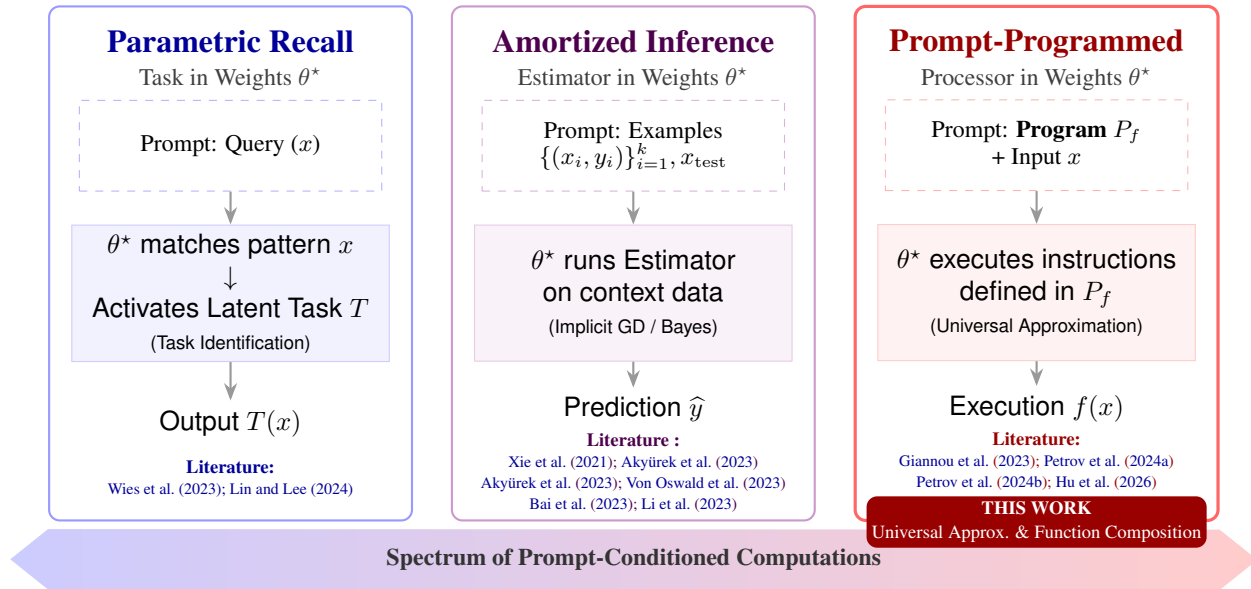 Parametric Recall
Task in Weights θ⋆
Prompt: Query (x)
θ⋆ matches pattern x
↓
Activates Latent Task T
(Task Identification)
Output T(x)
Literature:
Wies et al. (2023); Lin and Lee (2024)
Amortized Inference
Estimator in Weights θ⋆
Prompt: Examples
{(x_i, y_i)}_{i=1}^k, x_test
θ⋆ runs Estimator
on context data
(Implicit GD / Bayes)
Prediction ŷ
Literature :
Xie et al. (2021); Akyürek et al. (2023)
Akyürek et al. (2023); Von Oswald et al. (2023)
Bai et al. (2023); Li et al. (2023)
Prompt-Programmed
Processor in Weights θ⋆
Prompt: Program P_f
+ Input x
θ⋆ executes instructions
defined in P_f
(Universal Approximation)
Execution f(x)
Literature:
Giannou et al. (2023); Petrov et al. (2024a)
Petrov et al. (2024b); Hu et al. (2026)
THIS WORK
Universal Approx. & Function Composition
Spectrum of Prompt-Conditioned Computations